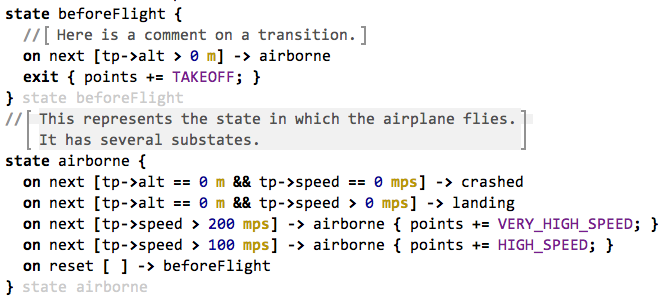 state beforeFlight {
//[ Here is a comment on a transition. ]
on next [tp->alt > 0 m] -> airborne
exit { points += TAKEOFF; }
} state beforeFlight
//[ This represents the state in which the airplane flies.
It has several substates. ]
state airborne {
on next [tp->alt == 0 m && tp->speed == 0 mps] -> crashed
on next [tp->alt == 0 m && tp->speed > 0 mps] -> landing
on next [tp->speed > 200 mps] -> airborne { points += VERY_HIGH_SPEED; }
on next [tp->speed > 100 mps] -> airborne { points += HIGH_SPEED; }
on reset [ ] -> beforeFlight
} state airborne